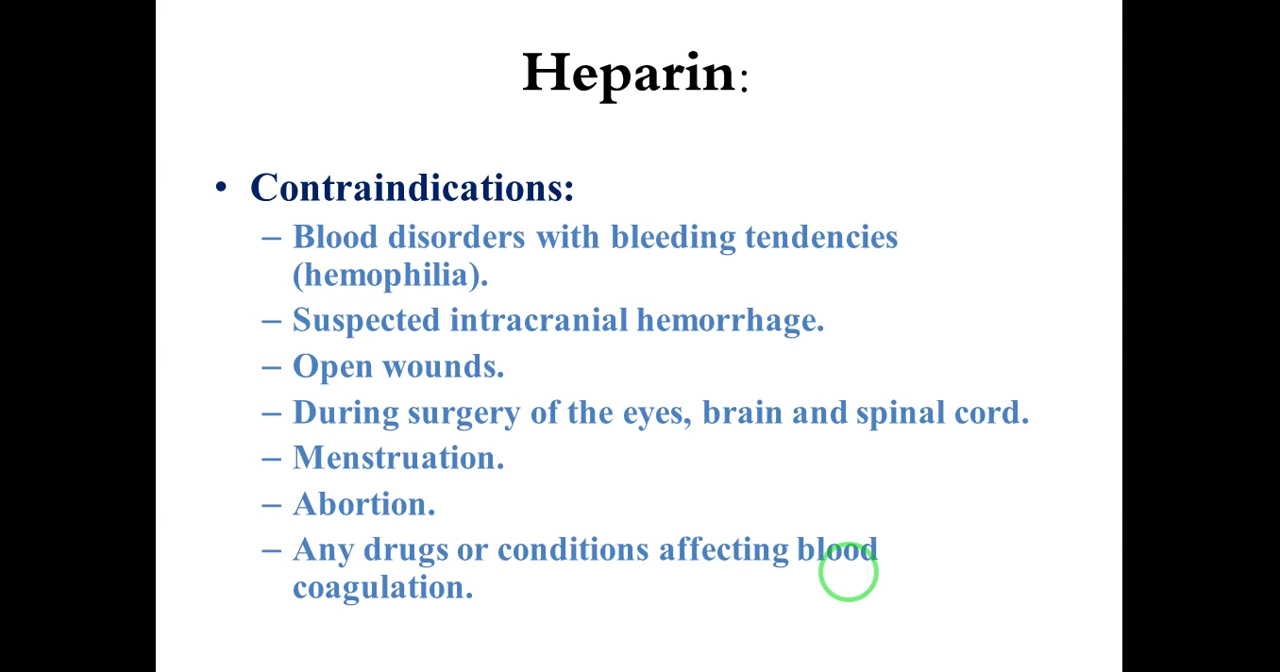 Heparin:
• Contraindications:
– Blood disorders with bleeding tendencies
(hemophilia).
– Suspected intracranial hemorrhage.
– Open wounds.
– During surgery of the eyes, brain and spinal cord.
– Menstruation.
– Abortion.
– Any drugs or conditions affecting blood
coagulation.